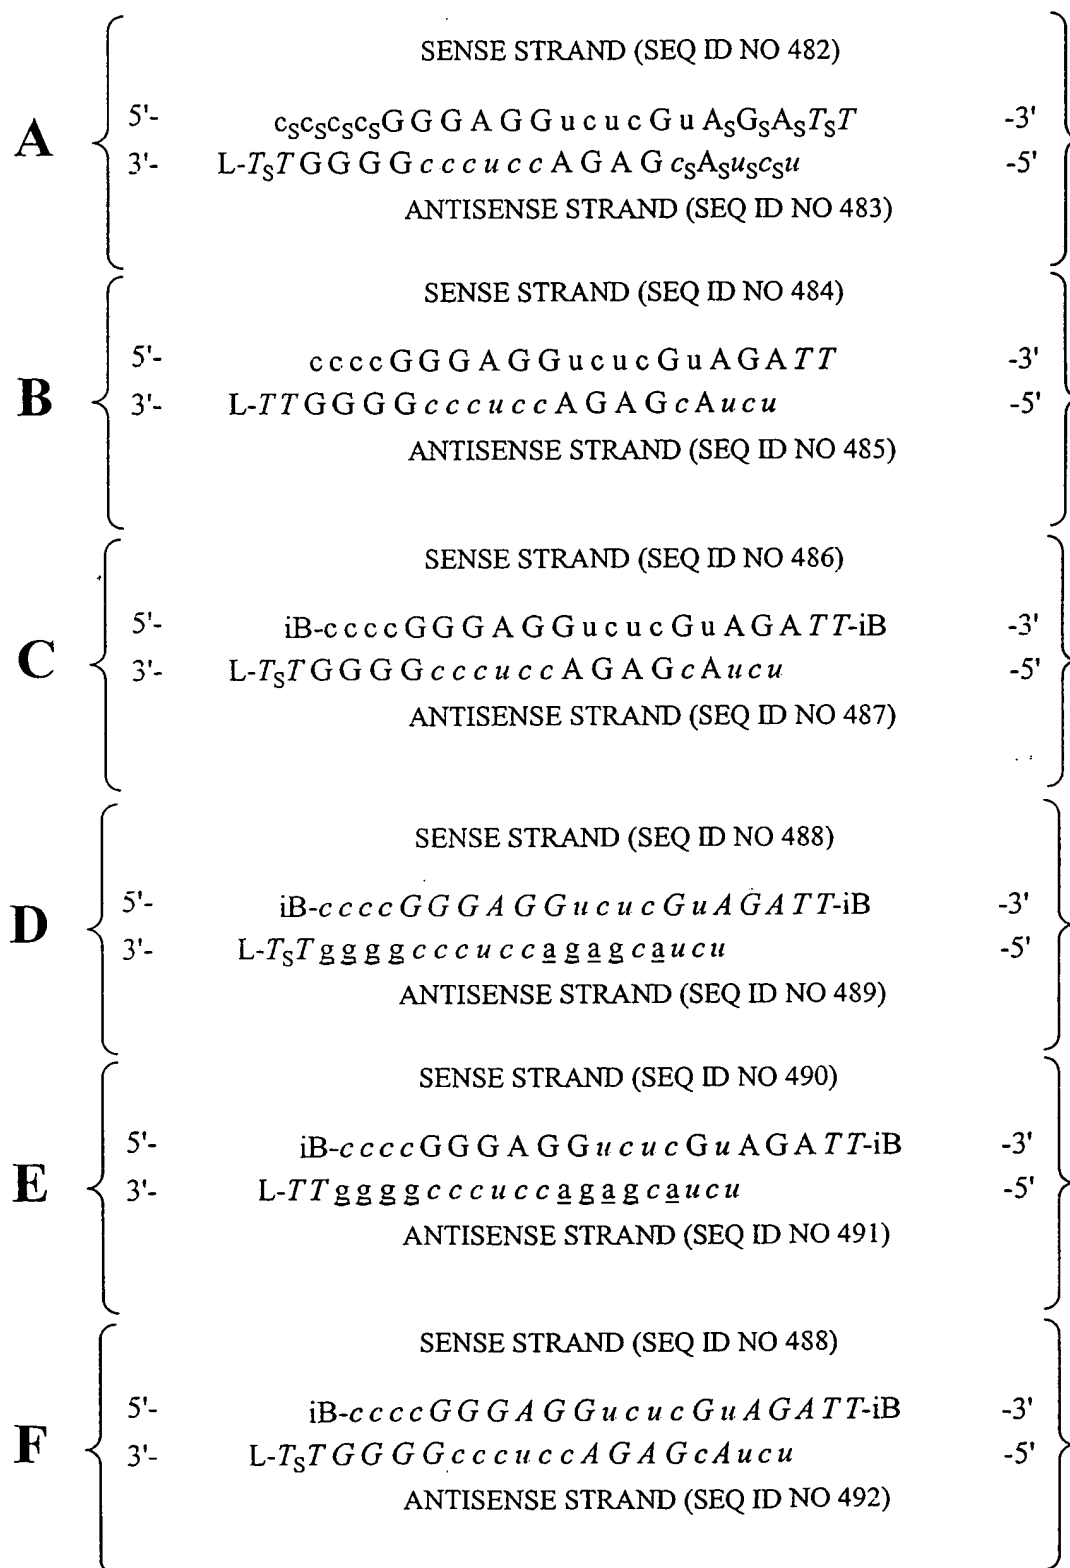 SENSE STRAND (SEQ ID NO 482)
A
5'- cScScScSGGGAGGucucGuASGSASTST -3'
3'- L-TSTGGGGcccuccAGAGcSASuScSu -5'
ANTISENSE STRAND (SEQ ID NO 483)
SENSE STRAND (SEQ ID NO 484)
B
5'- ccccGGGAGGucucGuAGATT -3'
3'- L-TTGGGGcccuccAGAGcAucu -5'
ANTISENSE STRAND (SEQ ID NO 485)
SENSE STRAND (SEQ ID NO 486)
C
5'- iB-ccccGGGAGGucucGuAGATT-iB -3'
3'- L-TSTGGGGcccuccAGAGcAucu -5'
ANTISENSE STRAND (SEQ ID NO 487)
SENSE STRAND (SEQ ID NO 488)
D
5'- iB-ccccGGGAGGucucGuAGATT-iB -3'
3'- L-TSTggggcccuccagagcaucu -5'
ANTISENSE STRAND (SEQ ID NO 489)
SENSE STRAND (SEQ ID NO 490)
E
5'- iB-ccccGGGAGGucucGuAGATT-iB -3'
3'- L-TTggggcccuccagagcaucu -5'
ANTISENSE STRAND (SEQ ID NO 491)
SENSE STRAND (SEQ ID NO 488)
F
5'- iB-ccccGGGAGGucucGuAGATT-iB -3'
3'- L-TSTGGGGcccuccAGAGcAucu -5'
ANTISENSE STRAND (SEQ ID NO 492)